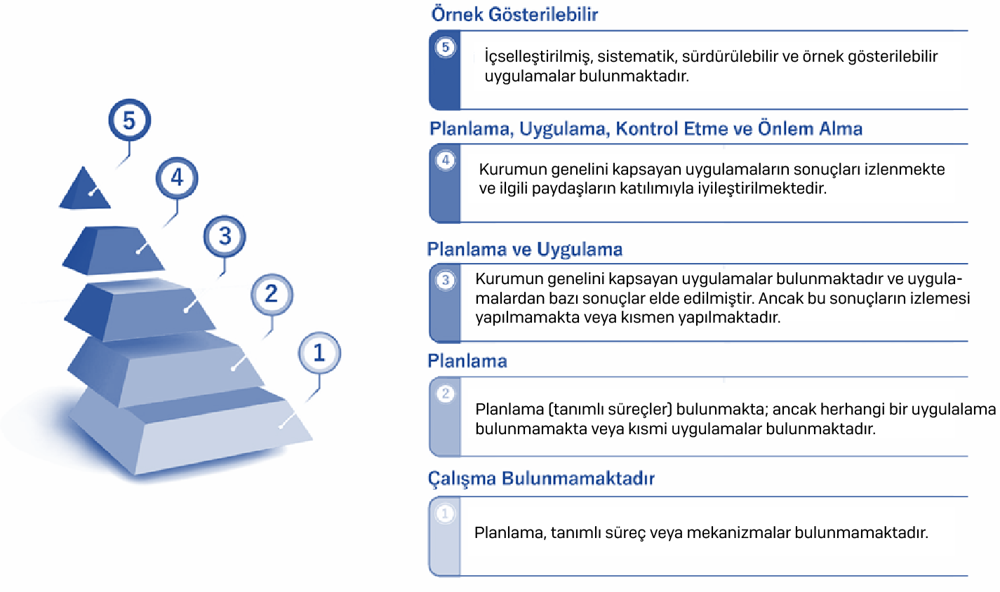 Örnek Gösterilebilir
5
İçselleştirilmiş, sistematik, sürdürülebilir ve örnek gösterilebilir
uygulamalar bulunmaktadır.
Planlama, Uygulama, Kontrol Etme ve Önlem Alma
4
Kurumun genelini kapsayan uygulamaların sonuçları izlenmekte
ve ilgili paydaşların katılımıyla iyileştirilmektedir.
Planlama ve Uygulama
3
Kurumun genelini kapsayan uygulamalar bulunmaktadır ve uygula-
malardan bazı sonuçlar elde edilmiştir. Ancak bu sonuçların izlemesi
yapılmamakta veya kısmen yapılmaktadır.
Planlama
2
Planlama (tanımlı süreçler) bulunmakta; ancak herhangi bir uygulalama
bulunmamakta veya kısmi uygulamalar bulunmaktadır.
Çalışma Bulunmamaktadır
1
Planlama, tanımlı süreç veya mekanizmalar bulunmamaktadır.
5
4
3
2
1